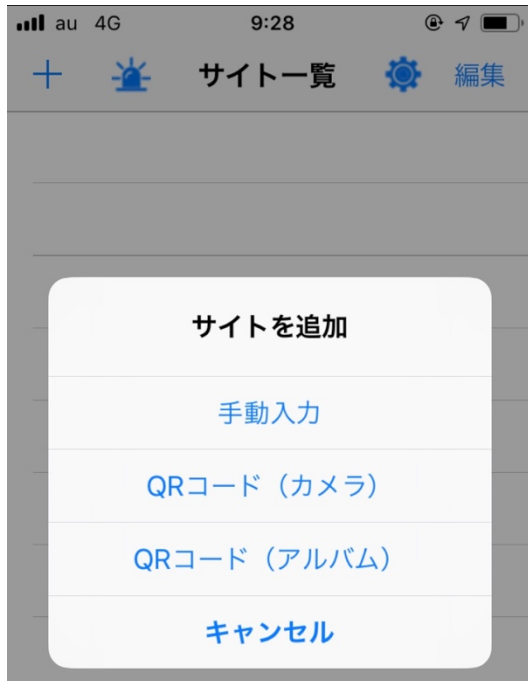 au 4G 9:28
サイト一覧 編集
サイトを追加
手動入力
QRコード（カメラ）
QRコード（アルバム）
キャンセル